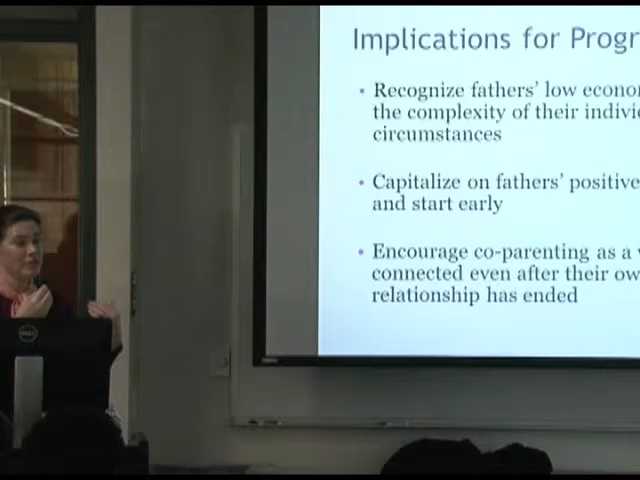 Implications for Progr
• Recognize fathers' low econo
the complexity of their individ
circumstances
• Capitalize on fathers' positive
and start early
• Encourage co-parenting as a
connected even after their ow
relationship has ended
DELL